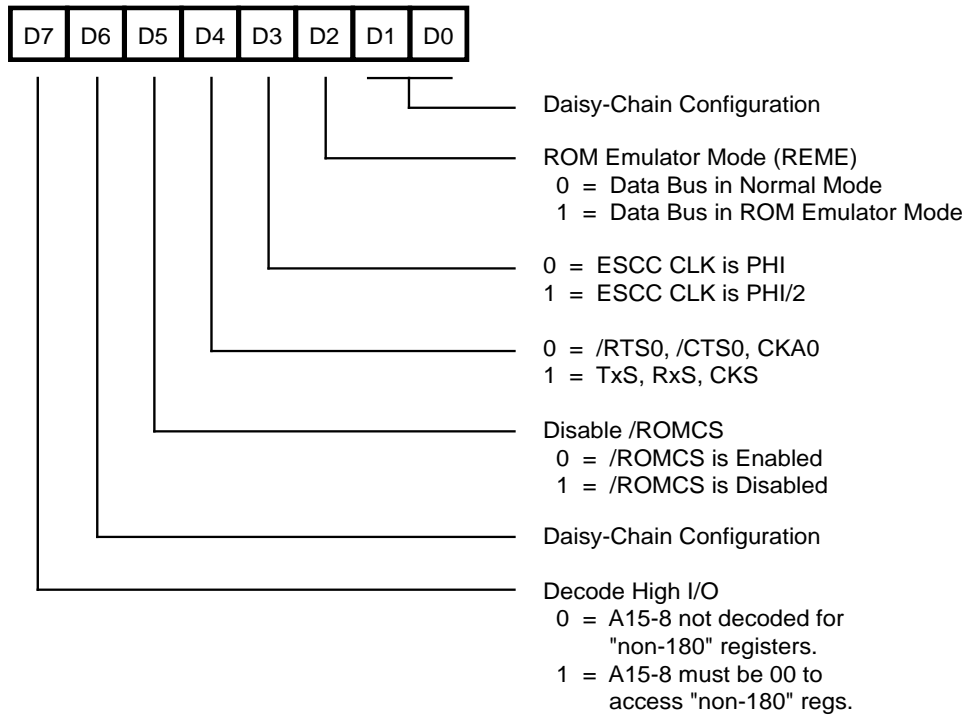 D7 D6 D5 D4 D3 D2 D1 D0
Daisy-Chain Configuration
ROM Emulator Mode (REME)
0 = Data Bus in Normal Mode
1 = Data Bus in ROM Emulator Mode
0 = ESCC CLK is PHI
1 = ESCC CLK is PHI/2
0 = /RTS0, /CTS0, CKA0
1 = TxS, RxS, CKS
Disable /ROMCS
0 = /ROMCS is Enabled
1 = /ROMCS is Disabled
Daisy-Chain Configuration
Decode High I/O
0 = A15-8 not decoded for
"non-180" registers.
1 = A15-8 must be 00 to
access "non-180" regs.